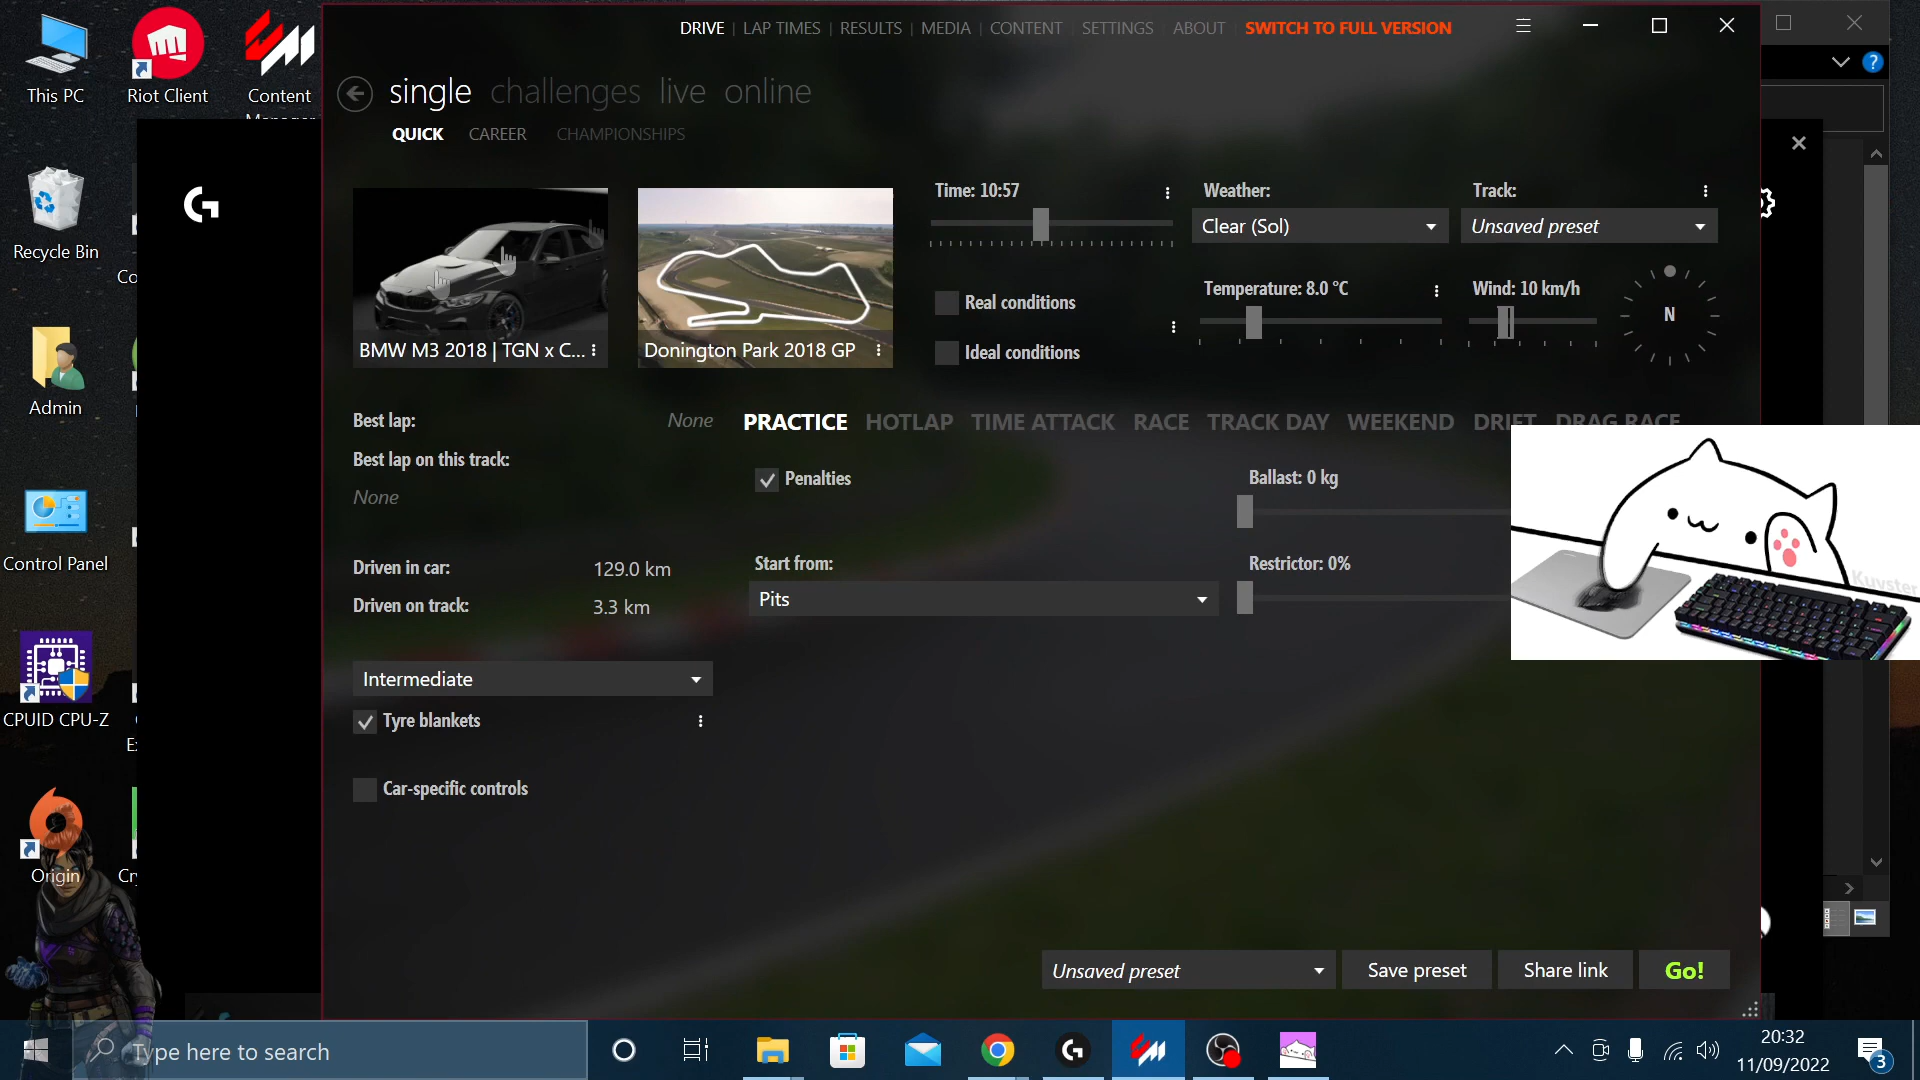 DRIVE | LAP TIMES | RESULTS | MEDIA | CONTENT | SETTINGS | ABOUT SWITCH TO FULL VERSION
This PC
Riot Client
Content
single challenges live online
QUICK CAREER CHAMPIONSHIPS
Time: 10:57
Weather:
Track:
Clear (Sol)
Unsaved preset
Recycle Bin
Real conditions
Temperature: 8.0 °C
Wind: 10 km/h
N
Ideal conditions
BMW M3 2018 | TGN x C...
Donington Park 2018 GP
Admin
Best lap:
None
PRACTICE HOTLAP TIME ATTACK RACE TRACK DAY WEEKEND DRIFT DRAG RACE
Best lap on this track:
None
Penalties
Ballast: 0 kg
Control Panel
Driven in car:
129.0 km
Start from:
Restrictor: 0%
Driven on track:
3.3 km
Pits
Kuvster
Intermediate
Tyre blankets
CPUID CPU-Z
Car-specific controls
Origin
Unsaved preset
Save preset
Share link
Go!
Type here to search
20:32
11/09/2022
3